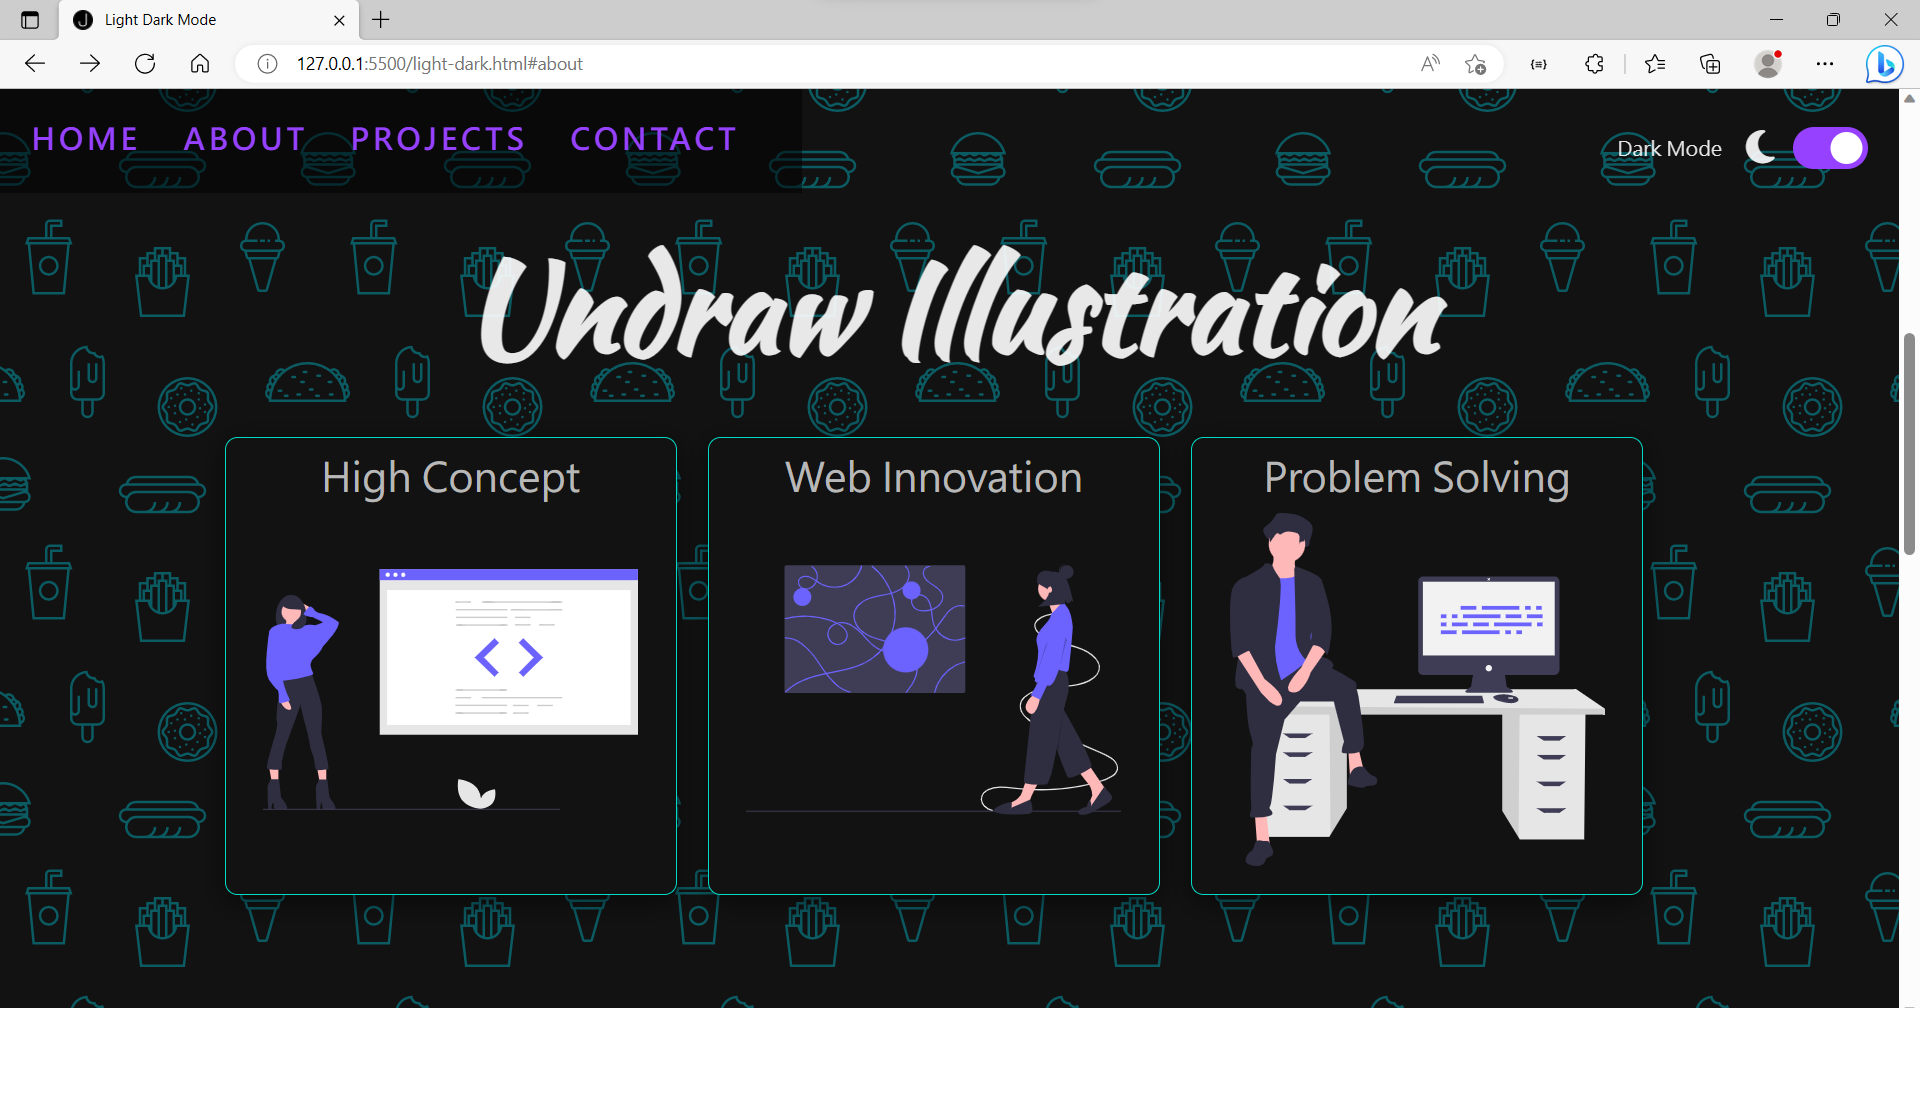 Light Dark Mode
127.0.0.1:5500/light-dark.html#about
HOME ABOUT PROJECTS CONTACT
Dark Mode
Undraw Illustration
High Concept
Web Innovation
Problem Solving